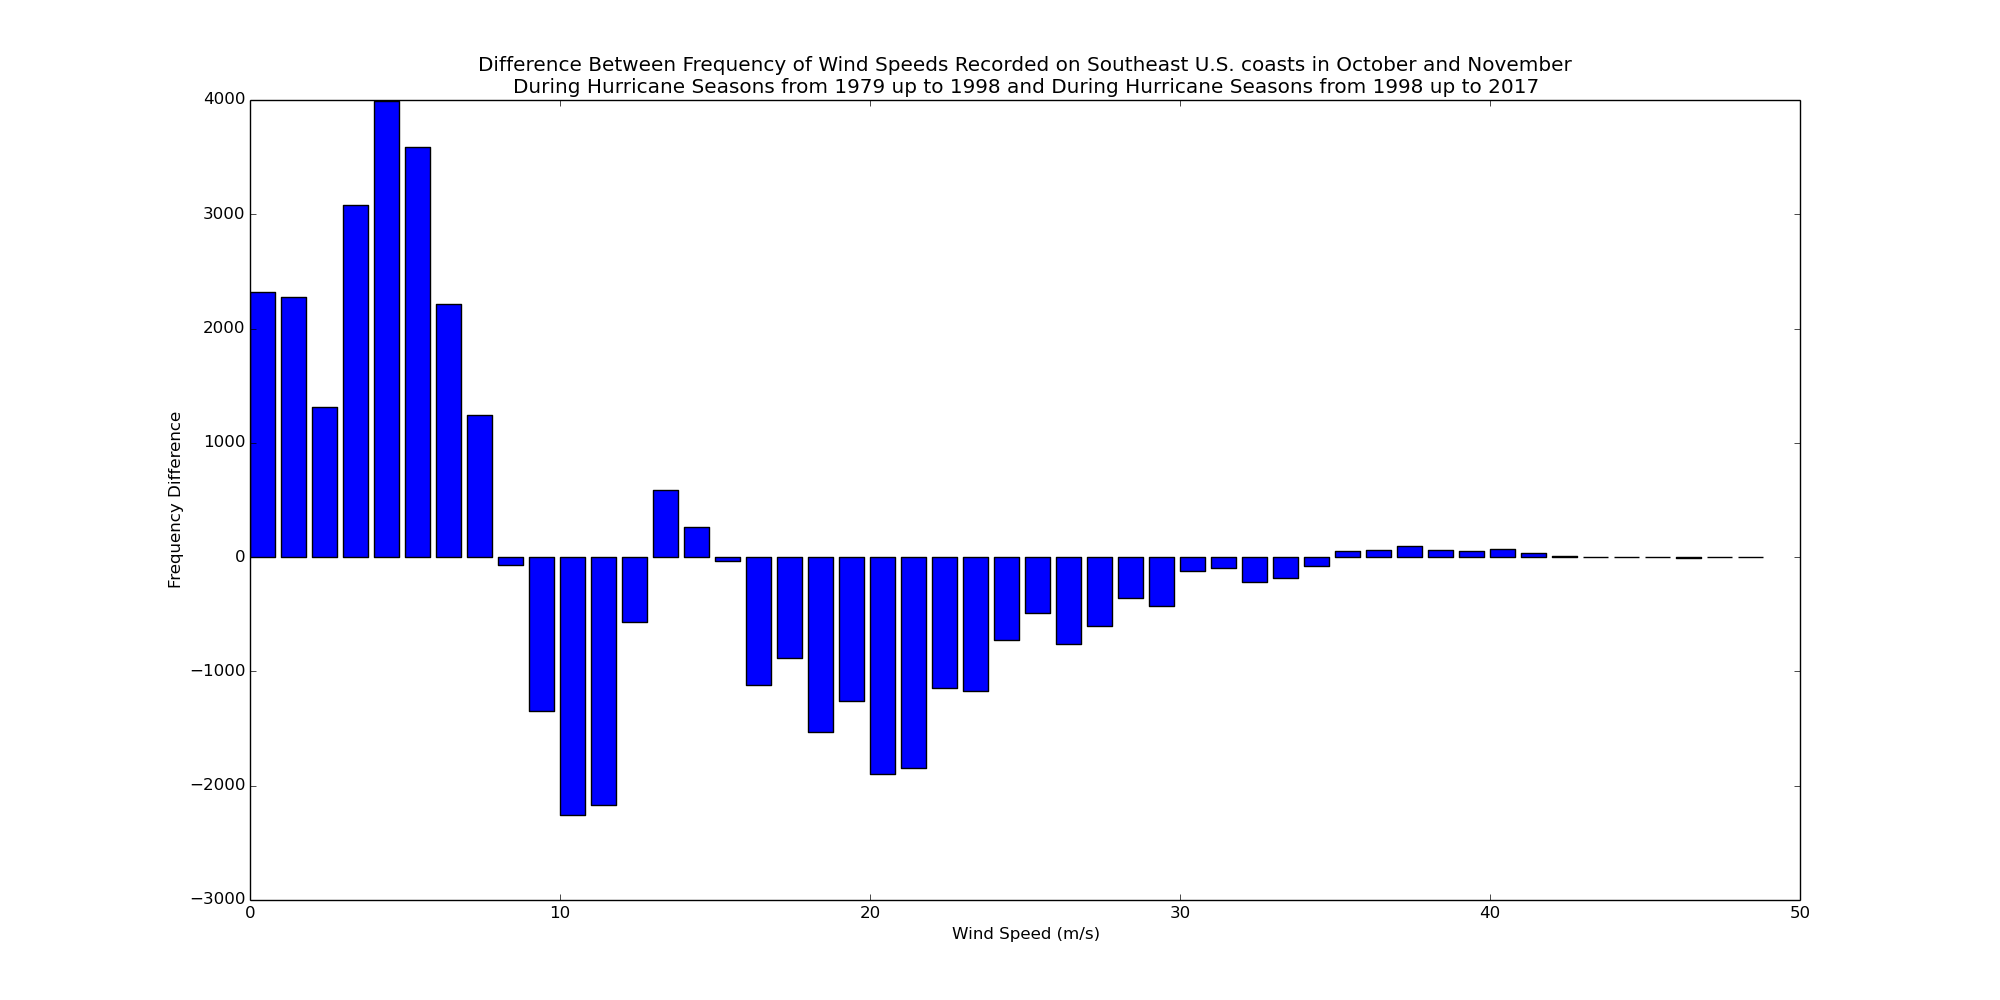 Difference Between Frequency of Wind Speeds Recorded on Southeast U.S. coasts in October and November
During Hurricane Seasons from 1979 up to 1998 and During Hurricane Seasons from 1998 up to 2017
4000
3000
2000
1000
0
−1000
−2000
−3000
Frequency Difference
0 10 20 30 40 50
Wind Speed (m/s)